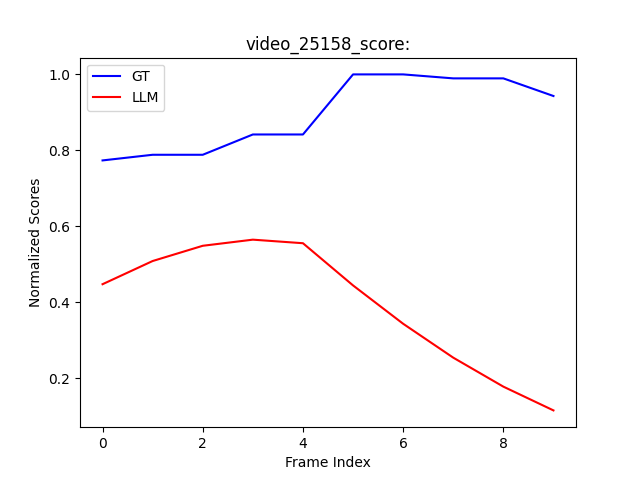 video_25158_score:
GT
LLM
Normalized Scores
1.0
0.8
0.6
0.4
0.2
0 2 4 6 8
Frame Index